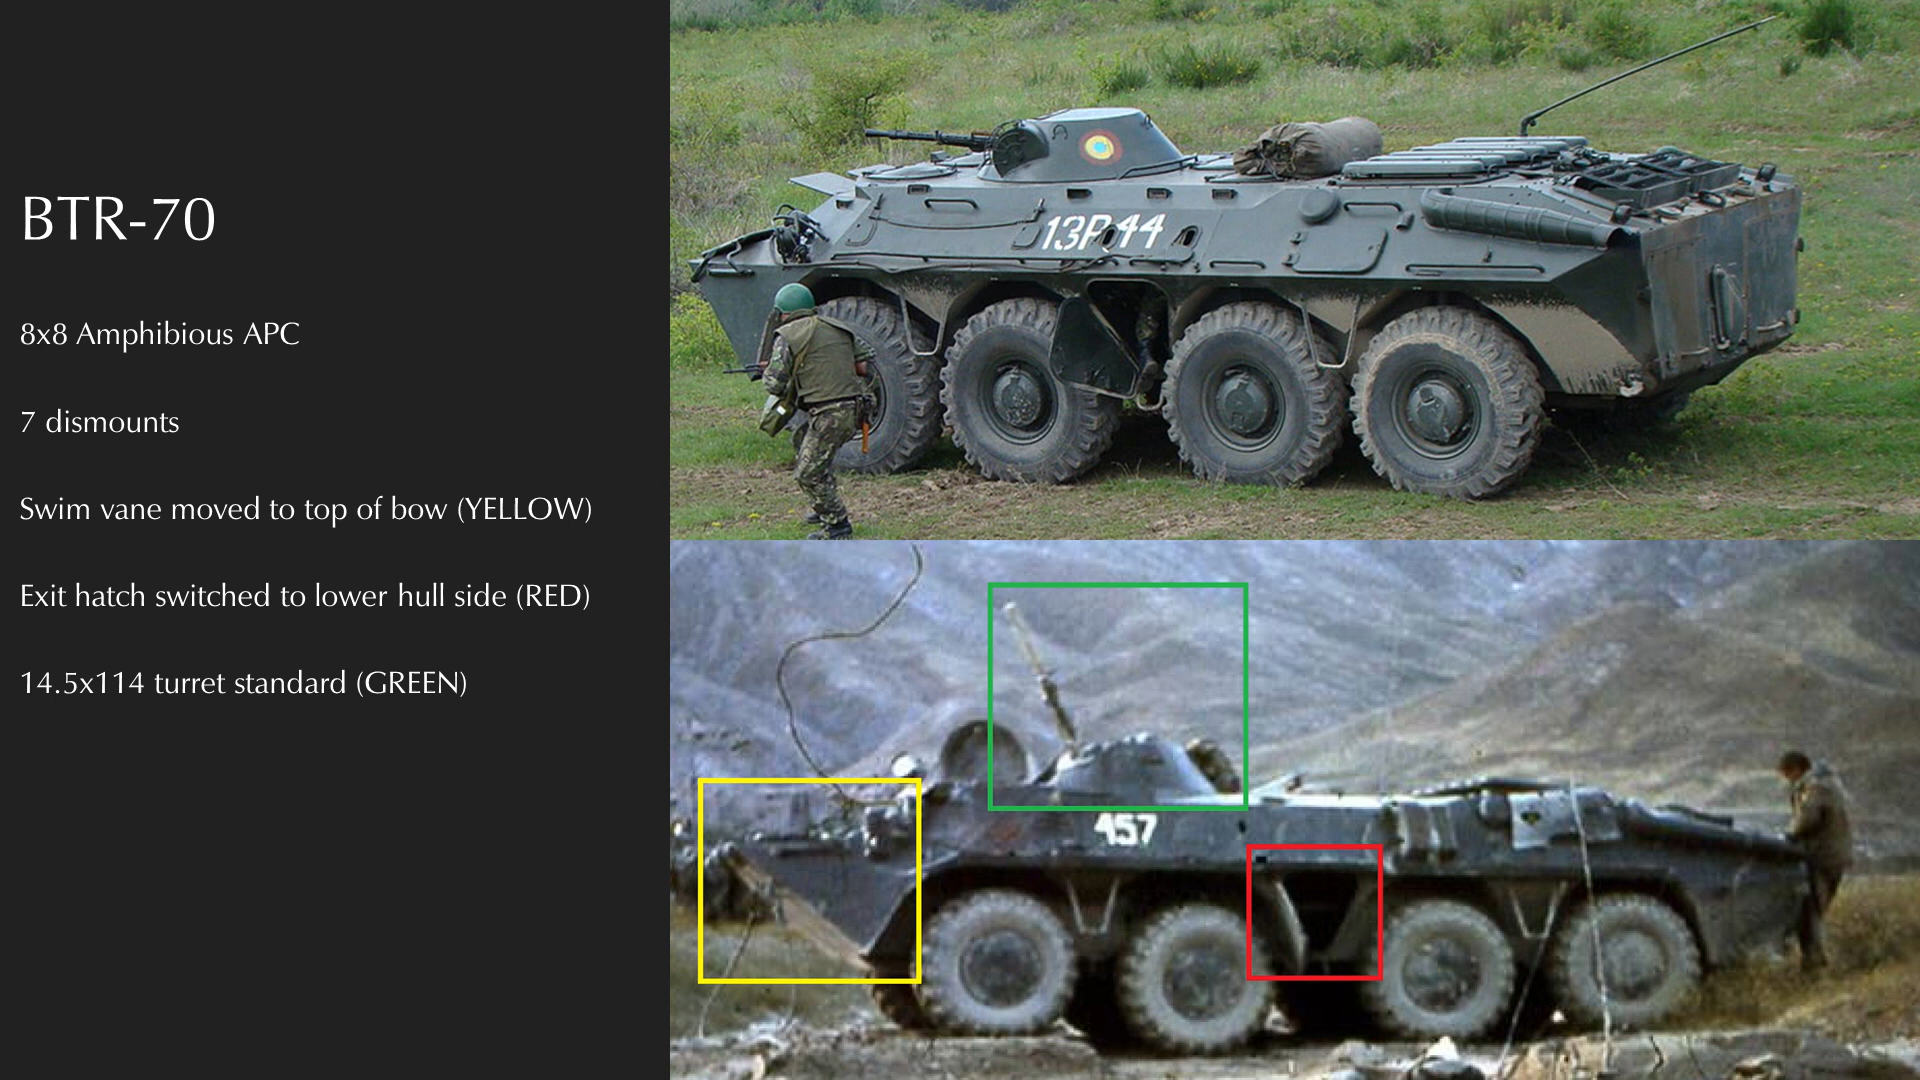 BTR-70
8x8 Amphibious APC
7 dismounts
Swim vane moved to top of bow (YELLOW)
Exit hatch switched to lower hull side (RED)
14.5x114 turret standard (GREEN)
13P44
457